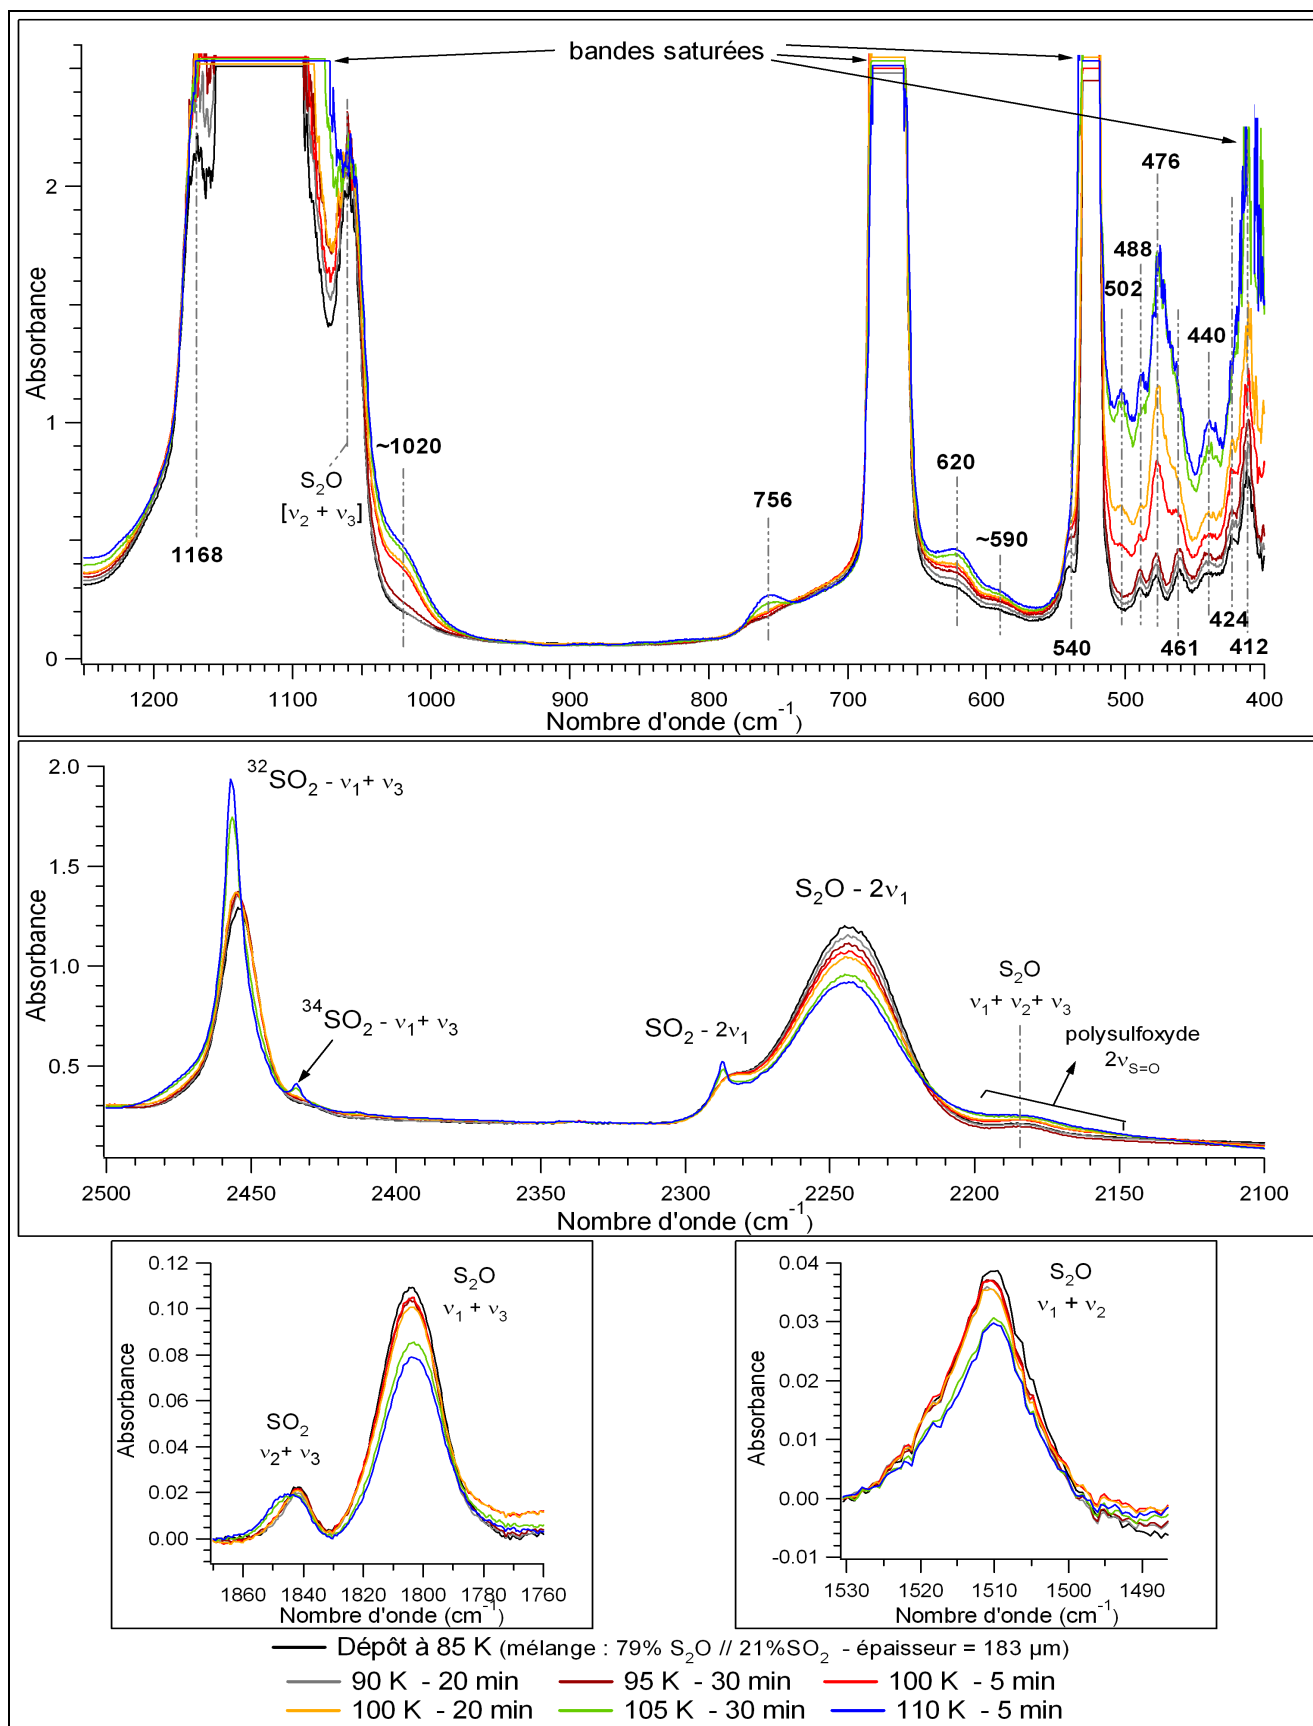 bandes saturées
476
488
502
440
~1020
S₂O
[ν₂ + ν₃]
1168
756
620
~590
540
461
424
412
Absorbance
2
1
0
1200 1100 1000 900 800 700 600 500 400
Nombre d'onde (cm⁻¹)
³²SO₂ - ν₁+ ν₃
³⁴SO₂ - ν₁+ ν₃
SO₂ - 2ν₁
S₂O - 2ν₁
S₂O
ν₁+ ν₂+ ν₃
polysulfoxyde
2ν_S=O
Absorbance
2.0
1.5
1.0
0.5
2500 2450 2400 2350 2300 2250 2200 2150 2100
Nombre d'onde (cm⁻¹)
S₂O
ν₁ + ν₃
SO₂
ν₂+ ν₃
Absorbance
0.12
0.10
0.08
0.06
0.04
0.02
0.00
1860 1840 1820 1800 1780 1760
Nombre d'onde (cm⁻¹)
S₂O
ν₁ + ν₂
Absorbance
0.04
0.03
0.02
0.01
0.00
-0.01
1530 1520 1510 1500 1490
Nombre d'onde (cm⁻¹)
Dépôt à 85 K (mélange : 79% S₂O // 21%SO₂ - épaisseur = 183 µm)
90 K - 20 min 95 K - 30 min 100 K - 5 min
100 K - 20 min 105 K - 30 min 110 K - 5 min